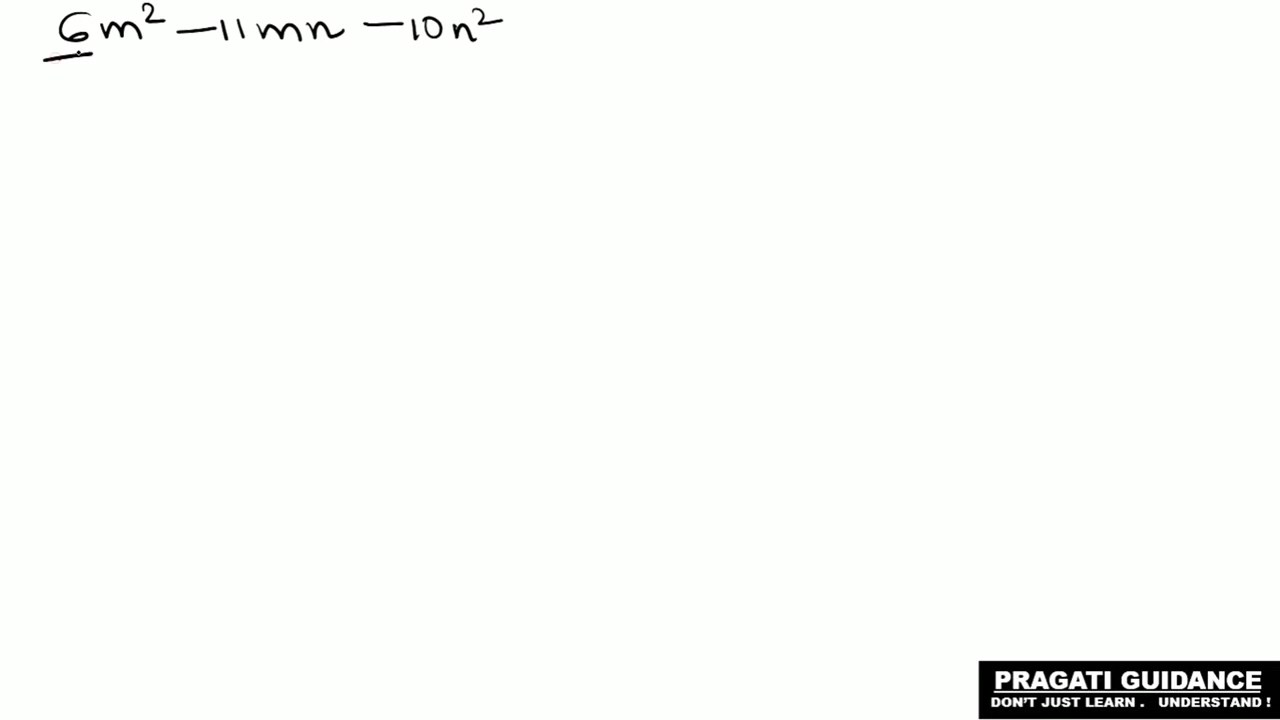 6m² - 11mn - 10n²
PRAGATI GUIDANCE
DON'T JUST LEARN . UNDERSTAND !